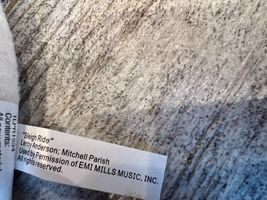 "Sleigh Ride"
Leroy Anderson; Mitchell Parish
Used by Permission of EMI MILLS MUSIC, INC.
All rights reserved.
Contents: